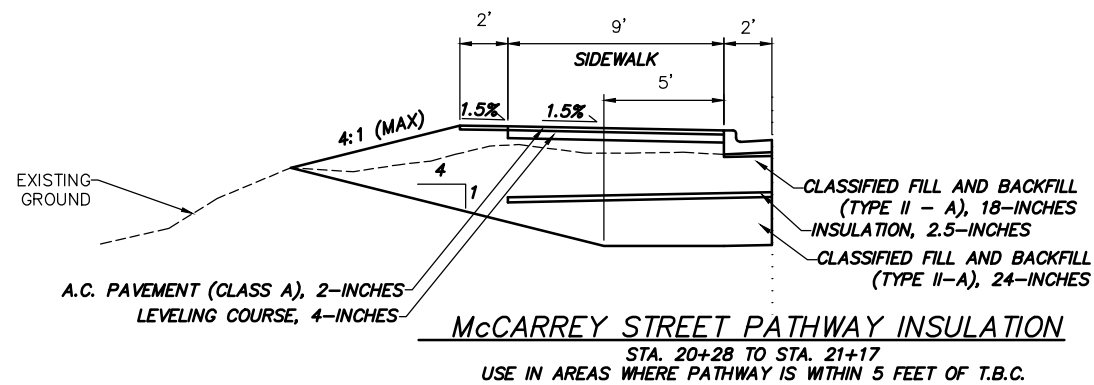 2'
9'
2'
SIDEWALK
5'
1.5%
1.5%
4:1 (MAX)
4
1
EXISTING
GROUND
CLASSIFIED FILL AND BACKFILL
(TYPE II - A), 18-INCHES
INSULATION, 2.5-INCHES
CLASSIFIED FILL AND BACKFILL
(TYPE II-A), 24-INCHES
A.C. PAVEMENT (CLASS A), 2-INCHES
LEVELING COURSE, 4-INCHES
McCARREY STREET PATHWAY INSULATION
STA. 20+28 TO STA. 21+17
USE IN AREAS WHERE PATHWAY IS WITHIN 5 FEET OF T.B.C.